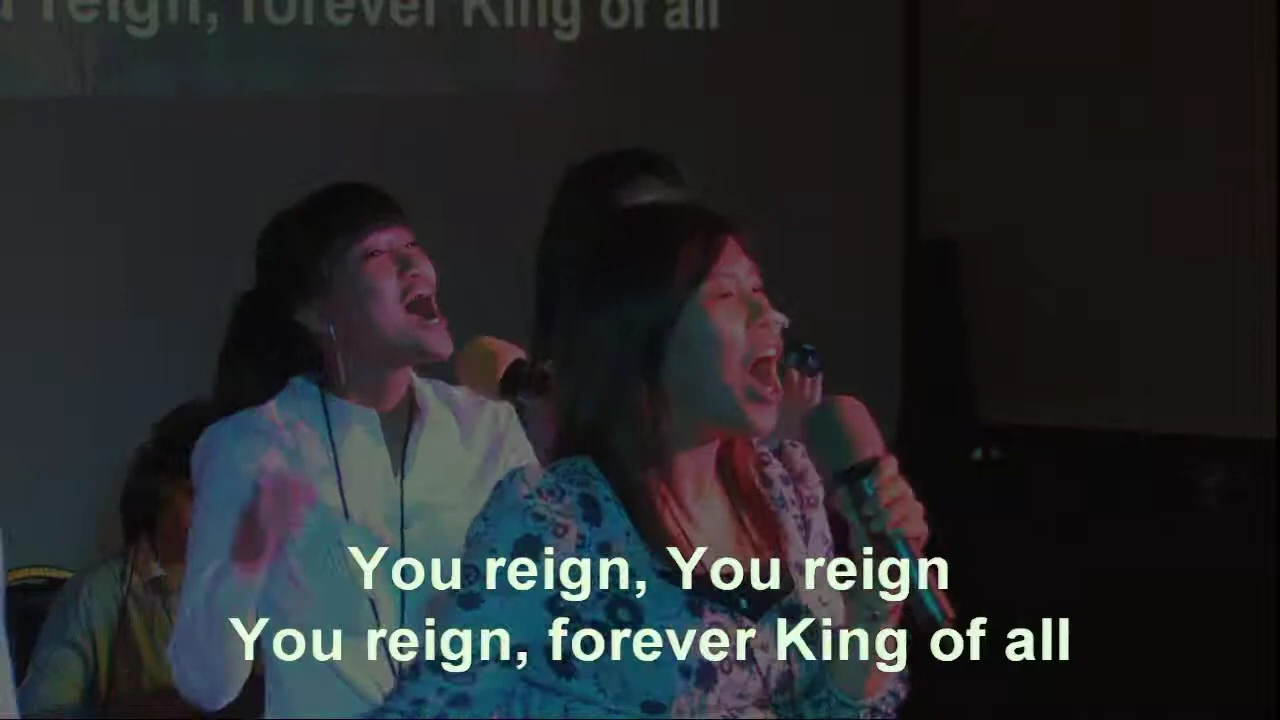 reign, forever King of all
You reign, You reign
You reign, forever King of all